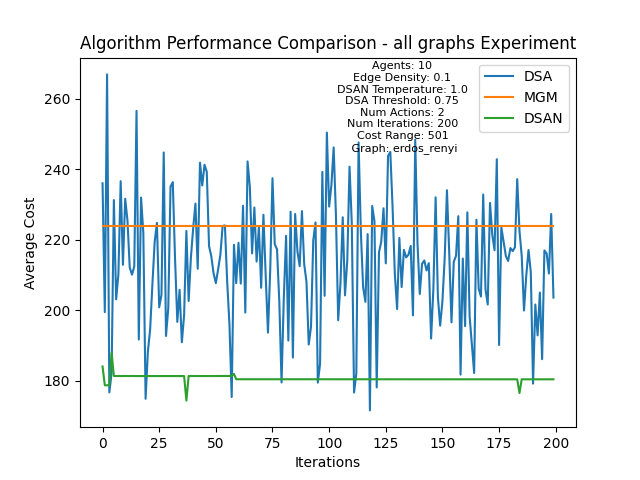 Algorithm Performance Comparison - all graphs Experiment
Agents: 10
Edge Density: 0.1
DSAN Temperature: 1.0
DSA Threshold: 0.75
Num Actions: 2
Num Iterations: 200
Cost Range: 501
Graph: erdos_renyi
DSA
MGM
DSAN
Average Cost
260
240
220
200
180
0 25 50 75 100 125 150 175 200
Iterations